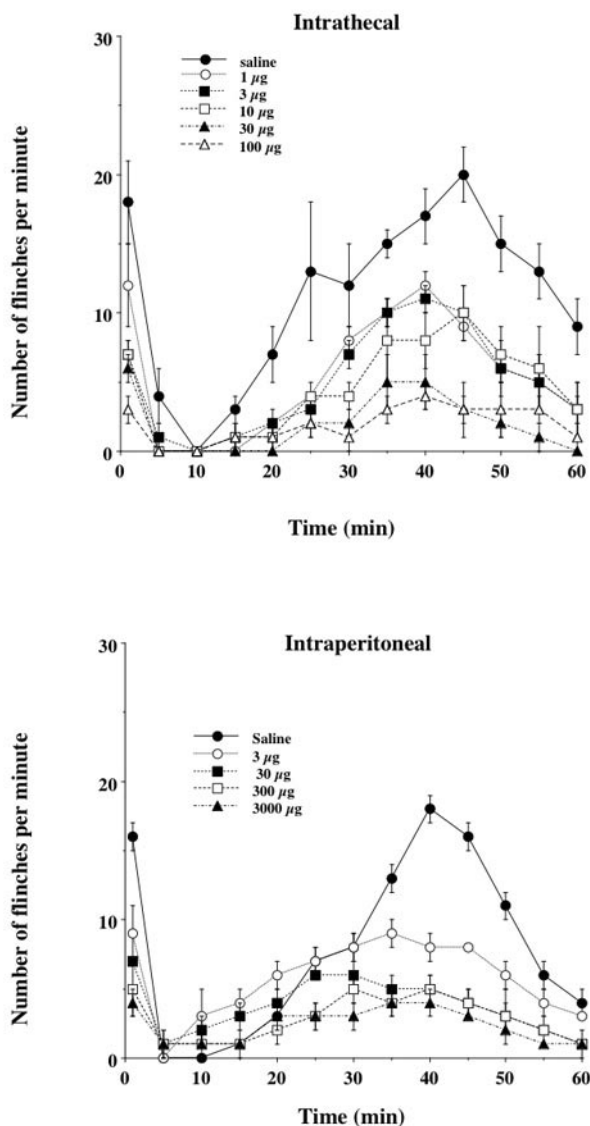 Intrathecal
30
20
10
0
Number of flinches per minute
saline
1 µg
3 µg
10 µg
30 µg
100 µg
0 10 20 30 40 50 60
Time (min)
Intraperitoneal
30
20
10
0
Number of flinches per minute
Saline
3 µg
30 µg
300 µg
3000 µg
0 10 20 30 40 50 60
Time (min)